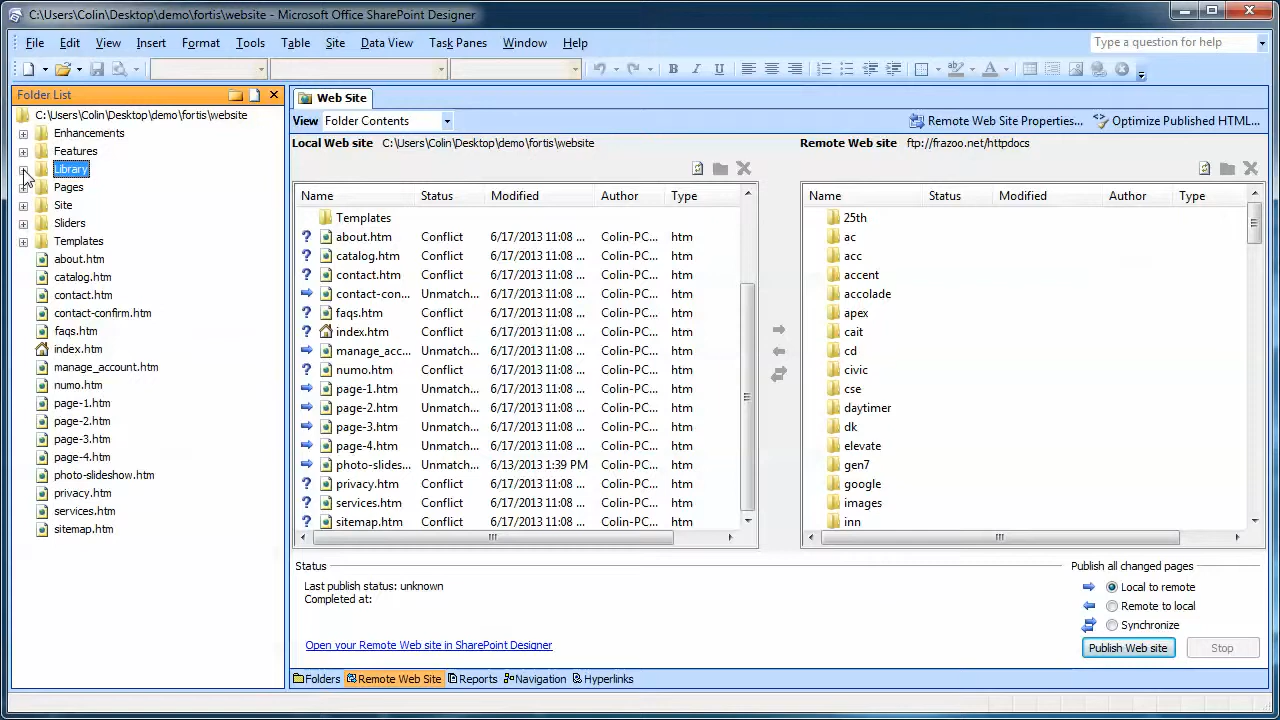 C:\Users\Colin\Desktop\demo\fortis\website - Microsoft Office SharePoint Designer
File Edit View Insert Format Tools Table Site Data View Task Panes Window Help
Type a question for help
B I U A
Folder List
C:\Users\Colin\Desktop\demo\fortis\website
Enhancements
Features
Library
Pages
Site
Sliders
Templates
about.htm
catalog.htm
contact.htm
contact-confirm.htm
faqs.htm
index.htm
manage_account.htm
numo.htm
page-1.htm
page-2.htm
page-3.htm
page-4.htm
photo-slideshow.htm
privacy.htm
services.htm
sitemap.htm
Web Site
View Folder Contents
Remote Web Site Properties... Optimize Published HTML...
Local Web site C:\Users\Colin\Desktop\demo\fortis\website
Name Status Modified Author Type
Templates
about.htm Conflict 6/17/2013 11:08 ... Colin-PC... htm
catalog.htm Conflict 6/17/2013 11:08 ... Colin-PC... htm
contact.htm Conflict 6/17/2013 11:08 ... Colin-PC... htm
contact-con... Unmatch... 6/17/2013 11:08 ... Colin-PC... htm
faqs.htm Conflict 6/17/2013 11:08 ... Colin-PC... htm
index.htm Conflict 6/17/2013 11:08 ... Colin-PC... htm
manage_acc... Unmatch... 6/17/2013 11:08 ... Colin-PC... htm
numo.htm Conflict 6/17/2013 11:08 ... Colin-PC... htm
page-1.htm Unmatch... 6/17/2013 11:08 ... Colin-PC... htm
page-2.htm Unmatch... 6/17/2013 11:08 ... Colin-PC... htm
page-3.htm Unmatch... 6/17/2013 11:08 ... Colin-PC... htm
page-4.htm Unmatch... 6/17/2013 11:08 ... Colin-PC... htm
photo-slides... Unmatch... 6/13/2013 1:39 PM Colin-PC... htm
privacy.htm Conflict 6/17/2013 11:08 ... Colin-PC... htm
services.htm Conflict 6/17/2013 11:08 ... Colin-PC... htm
sitemap.htm Conflict 6/17/2013 11:08 ... Colin-PC... htm
Remote Web site ftp://frazoo.net/httpdocs
Name Status Modified Author Type
25th
ac
acc
accent
accolade
apex
cait
cd
civic
cse
daytimer
dk
elevate
gen7
google
images
inn
Status
Last publish status: unknown
Completed at:
Open your Remote Web site in SharePoint Designer
Publish all changed pages
Local to remote
Remote to local
Synchronize
Publish Web site Stop
Folders Remote Web Site Reports Navigation Hyperlinks